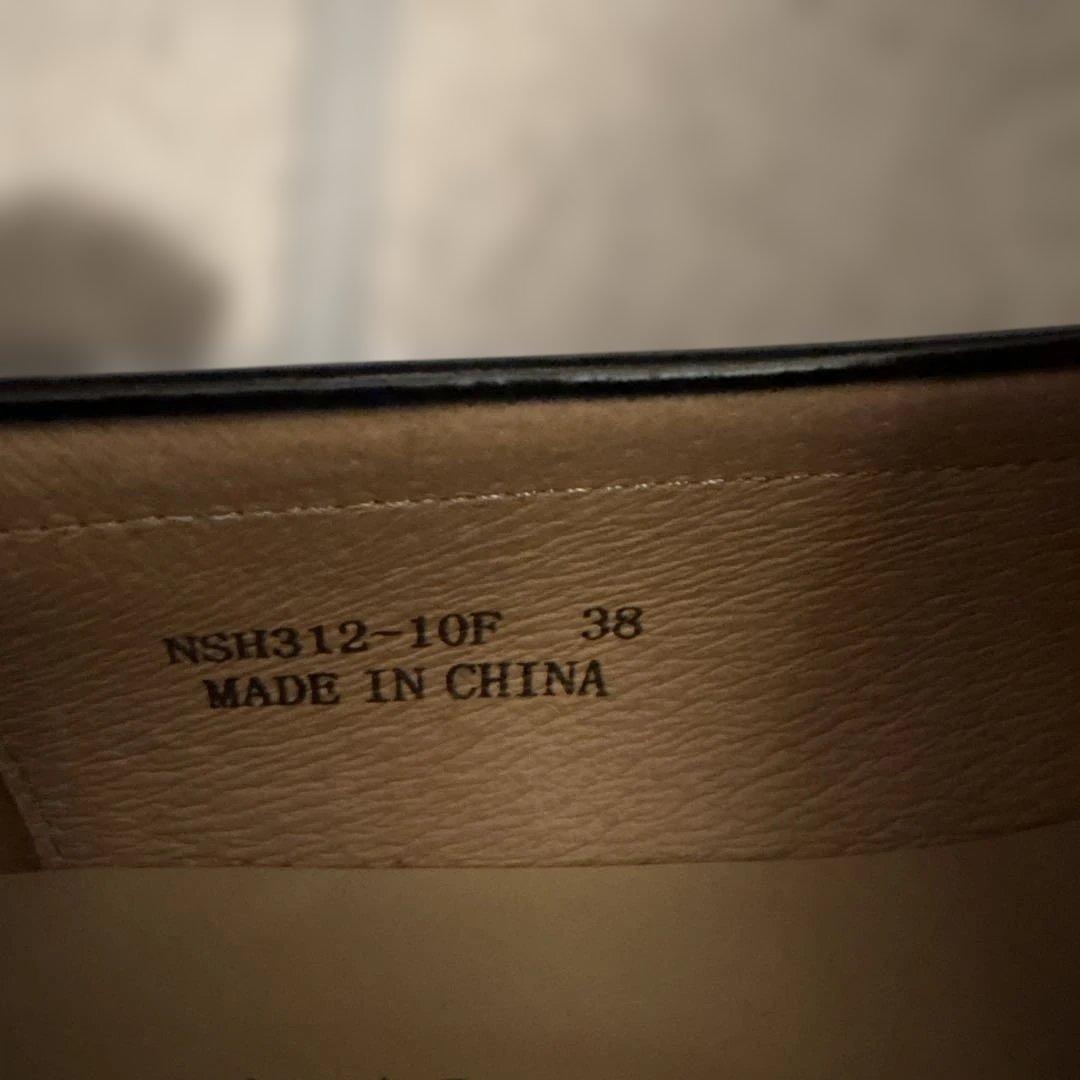 NSH312-10F 38
MADE IN CHINA